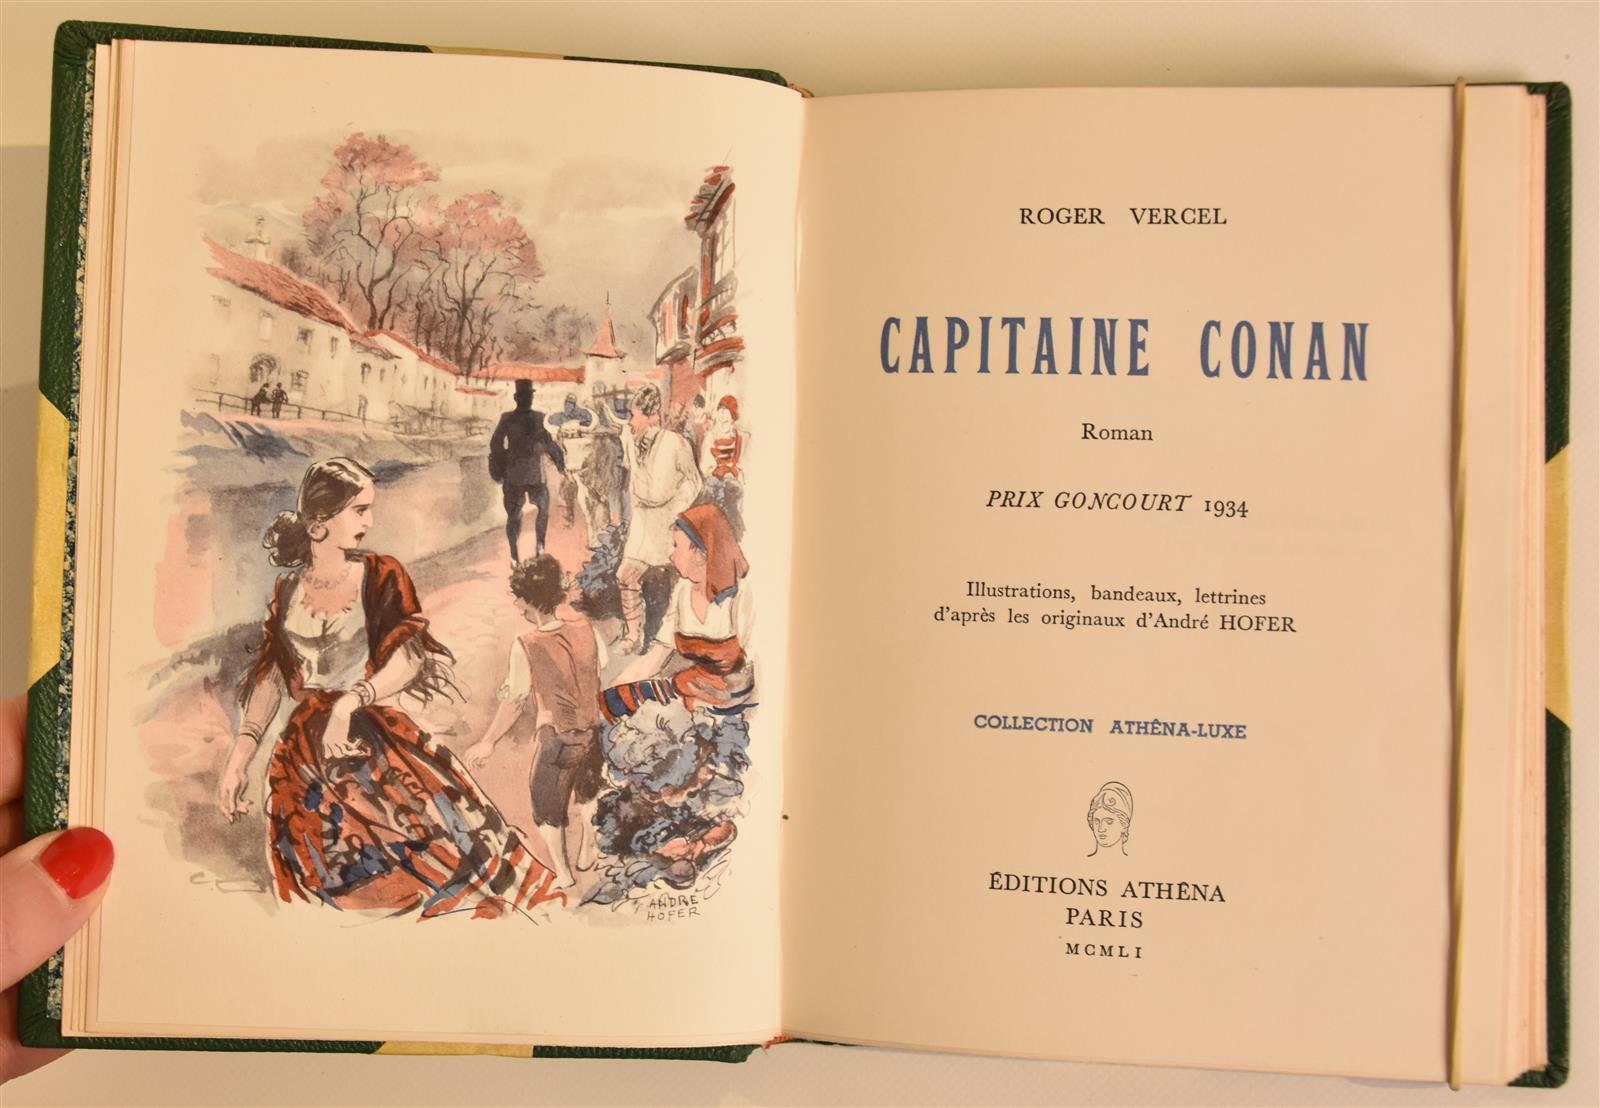 ANDRE
HOFER
ROGER VERCEL
CAPITAINE CONAN
Roman
PRIX GONCOURT 1934
Illustrations, bandeaux, lettrines
d'après les originaux d'André HOFER
COLLECTION ATHÊNA-LUXE
ÉDITIONS ATHÊNA
PARIS
MCMLI